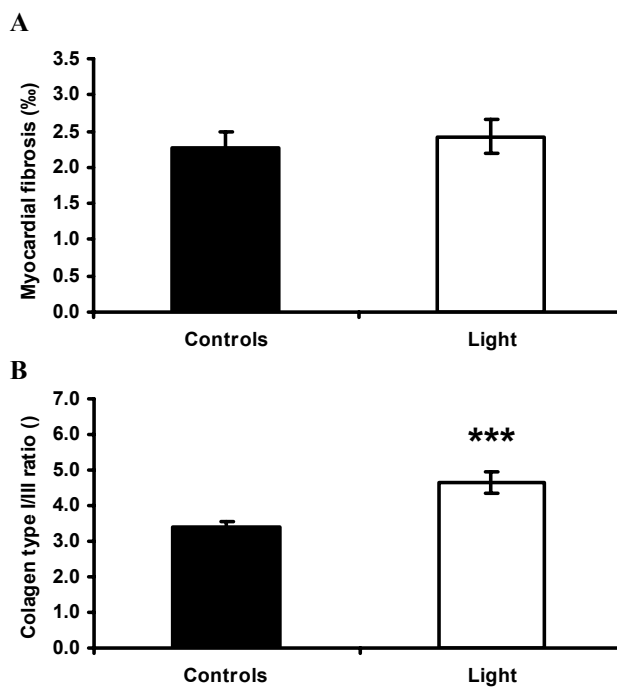 A
Myocardial fibrosis (‰)
3.5
3.0
2.5
2.0
1.5
1.0
0.5
0.0
Controls
Light
B
Colagen type I/III ratio ()
7.0
6.0
5.0
4.0
3.0
2.0
1.0
0.0
***
Controls
Light